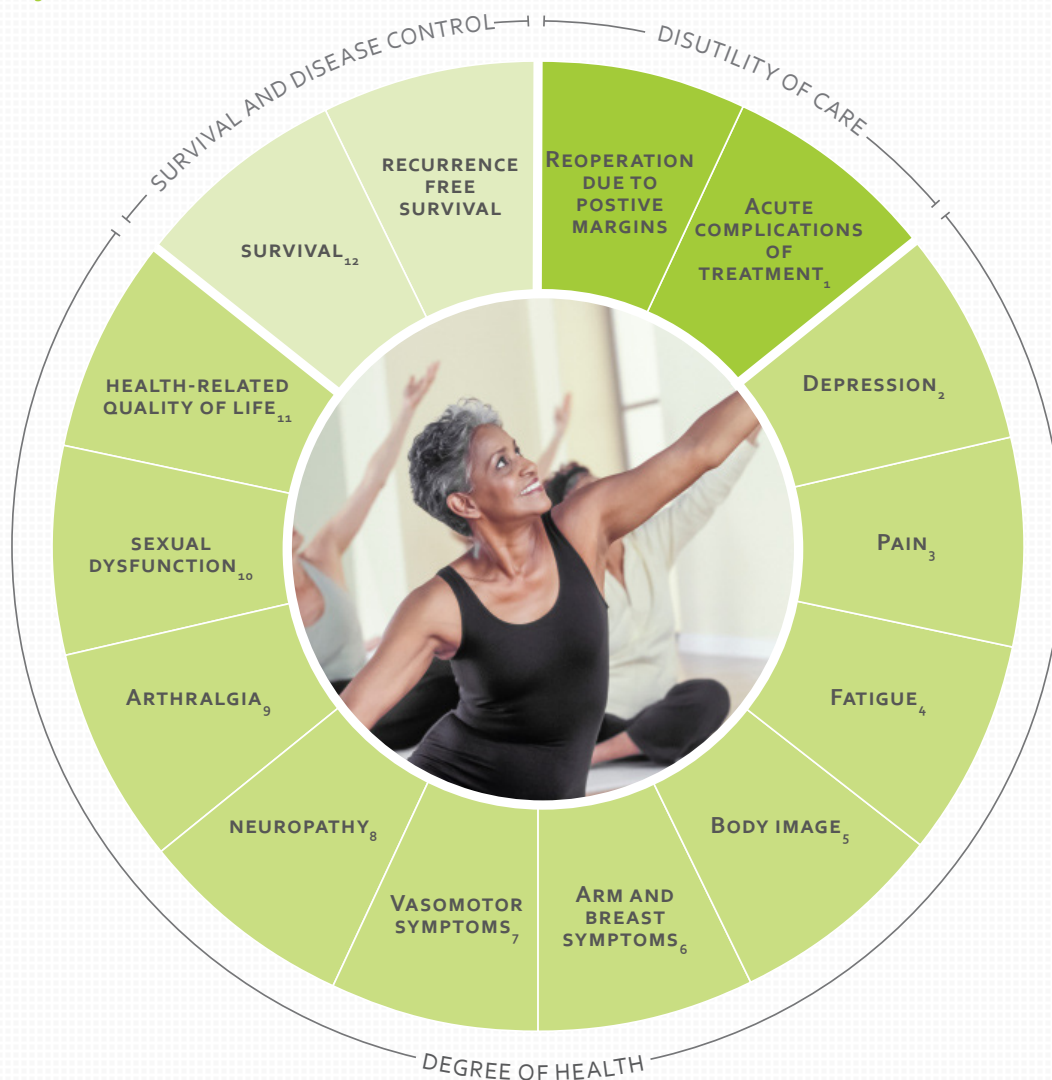 SURVIVAL AND DISEASE CONTROL
DISUTILITY OF CARE
RECURRENCE
FREE
SURVIVAL
REOPERATION
DUE TO
POSTIVE
MARGINS
ACUTE
COMPLICATIONS
OF
TREATMENT1
SURVIVAL12
DEPRESSION2
HEALTH-RELATED
QUALITY OF LIFE11
PAIN3
SEXUAL
DYSFUNCTION10
FATIGUE4
ARTHRALGIA9
BODY IMAGE5
NEUROPATHY8
ARM AND
BREAST
SYMPTOMS6
VASOMOTOR
SYMPTOMS7
DEGREE OF HEALTH